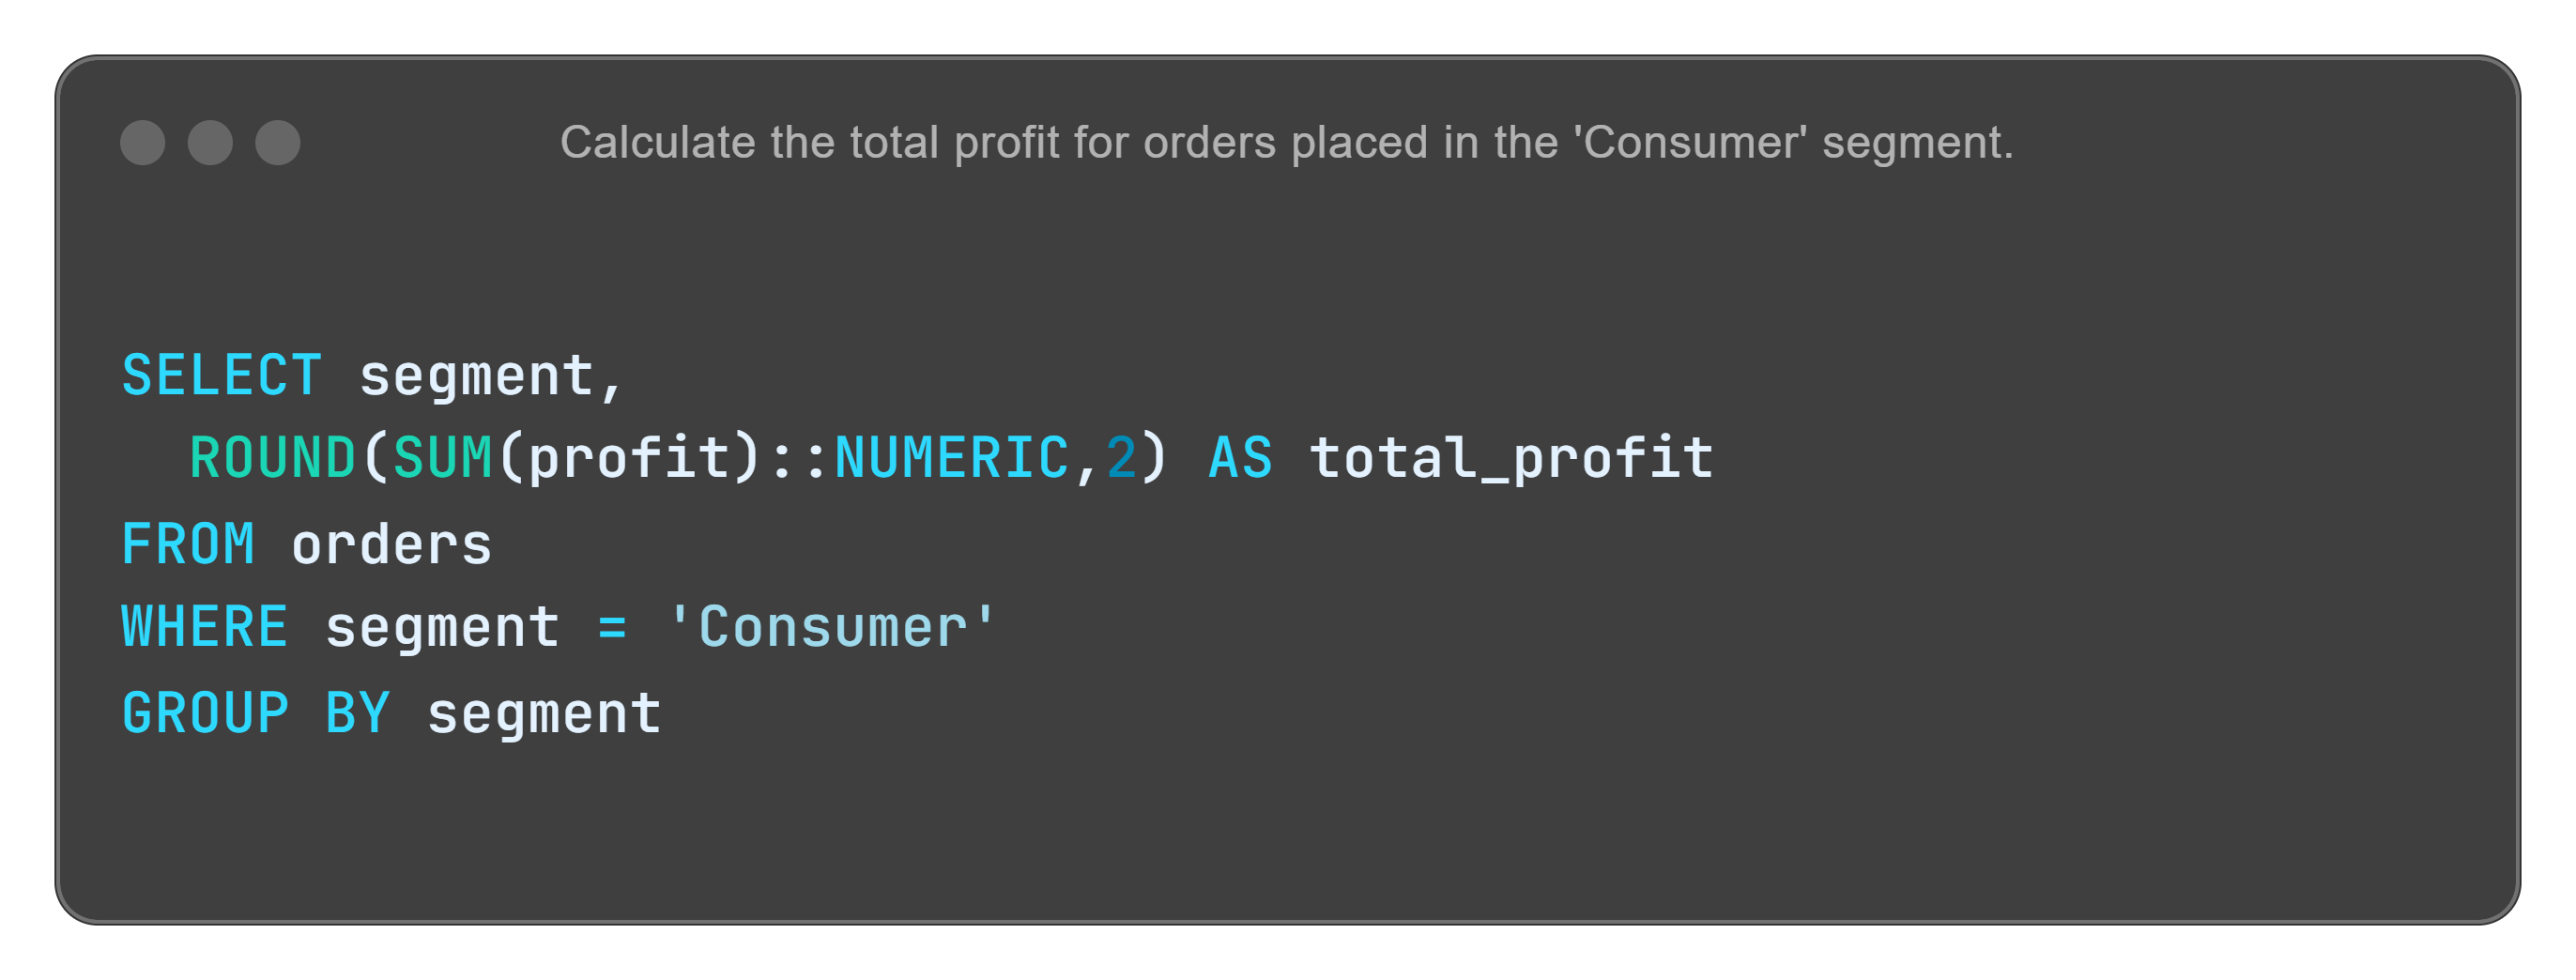 Calculate the total profit for orders placed in the 'Consumer' segment.
SELECT segment,
  ROUND(SUM(profit)::NUMERIC,2) AS total_profit
FROM orders
WHERE segment = 'Consumer'
GROUP BY segment